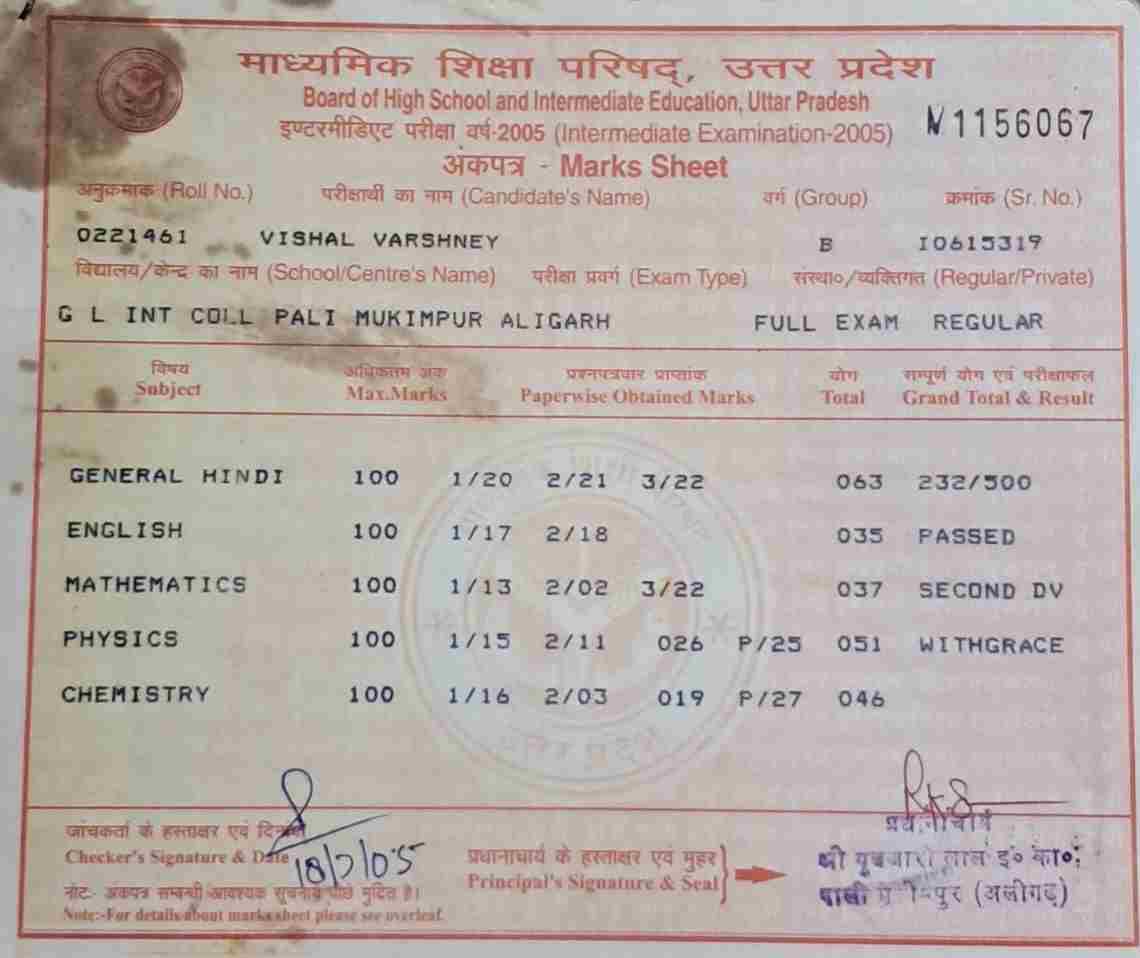 माध्यमिक शिक्षा परिषद्, उत्तर प्रदेश
Board of High School and Intermediate Education, Uttar Pradesh
इण्टरमीडिएट परीक्षा वर्ष-2005 (Intermediate Examination-2005) N 1156067
अंकपत्र - Marks Sheet
अनुक्रमांक (Roll No.) परीक्षार्थी का नाम (Candidate's Name) वर्ग (Group) क्रमांक (Sr. No.)
0221461 VISHAL VARSHNEY B I0615319
विद्यालय/केन्द्र का नाम (School/Centre's Name) परीक्षा प्रवर्ग (Exam Type) संस्था०/व्यक्तिगत (Regular/Private)
G L INT COLL PALI MUKIMPUR ALIGARH FULL EXAM REGULAR
विषय अधिकतम अंक प्रश्नपत्रवार प्राप्तांक योग सम्पूर्ण योग एवं परीक्षाफल
Subject Max.Marks Paperwise Obtained Marks Total Grand Total & Result
GENERAL HINDI 100 1/20 2/21 3/22 063 232/500
ENGLISH 100 1/17 2/18 035 PASSED
MATHEMATICS 100 1/13 2/02 3/22 037 SECOND DV
PHYSICS 100 1/15 2/11 026 P/25 051 WITHGRACE
CHEMISTRY 100 1/16 2/03 019 P/27 046
जांचकर्ता के हस्ताक्षर एवं दिनांक
Checker's Signature & Date 18/7/05
प्रधानाचार्य के हस्ताक्षर एवं मुहर
Principal's Signature & Seal
नोट:- अंकपत्र सम्बन्धी आवश्यक सूचनायें पीछे मुद्रित है।
Note:-For details about marks sheet please see overleaf.
प्रधानाचार्य
श्री लाल इ० का०
पाली (अलीगढ़)